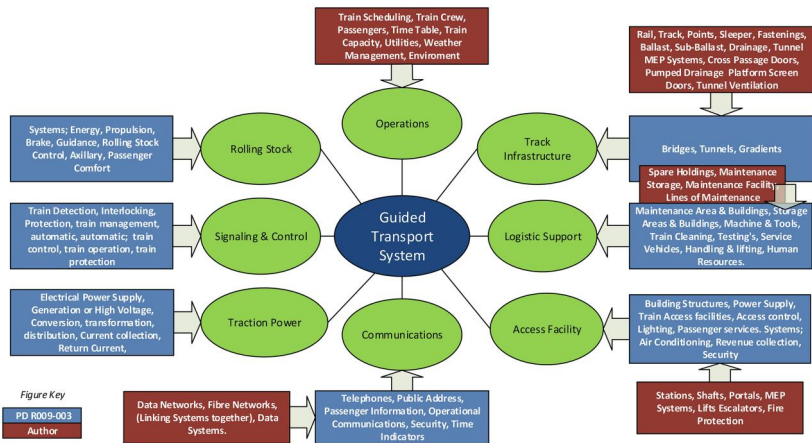 Train Scheduling, Train Crew,
Passengers, Time Table, Train
Capacity, Utilities, Weather
Management, Enviroment
Rail, Track, Points, Sleeper, Fastenings,
Ballast, Sub-Ballast, Drainage, Tunnel
MEP Systems, Cross Passage Doors,
Pumped Drainage Platform Screen
Doors, Tunnel Ventilation
Operations
Systems; Energy, Propulsion,
Brake, Guidance, Rolling Stock
Control, Axillary, Passenger
Comfort
Rolling Stock
Track
Infrastructure
Bridges, Tunnels, Gradients
Spare Holdings, Maintenance
Storage, Maintenance Facility
Lines of Maintenance
Train Detection, Interlocking,
Protection, train management,
automatic, automatic; train
control, train operation, train
protection
Signaling & Control
Guided
Transport
System
Logistic Support
Maintenance Area & Buildings, Storage
Areas & Buildings, Machine & Tools,
Train Cleaning, Testing's, Service
Vehicles, Handling & lifting, Human
Resources.
Electrical Power Supply,
Generation or High Voltage,
Conversion, transformation,
distribution, Current collection,
Return Current,
Traction Power
Communications
Access Facility
Building Structures, Power Supply,
Train Access facilities, Access control,
Lighting, Passenger services. Systems;
Air Conditioning, Revenue collection,
Security
Figure Key
PD R009-003
Author
Data Networks, Fibre Networks,
(Linking Systems together), Data
Systems.
Telephones, Public Address,
Passenger Information, Operational
Communications, Security, Time
Indicators
Stations, Shafts, Portals, MEP
Systems, Lifts Escalators, Fire
Protection